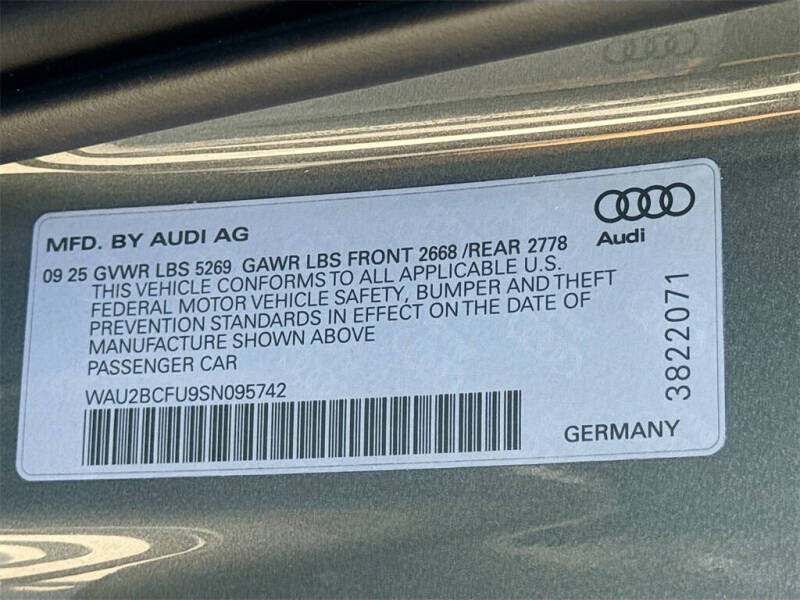 MFD. BY AUDI AG
Audi
09 25 GVWR LBS 5269 GAWR LBS FRONT 2668 /REAR 2778
THIS VEHICLE CONFORMS TO ALL APPLICABLE U.S.
FEDERAL MOTOR VEHICLE SAFETY, BUMPER AND THEFT
PREVENTION STANDARDS IN EFFECT ON THE DATE OF
MANUFACTURE SHOWN ABOVE
PASSENGER CAR
WAU2BCFU9SN095742
3822071
GERMANY